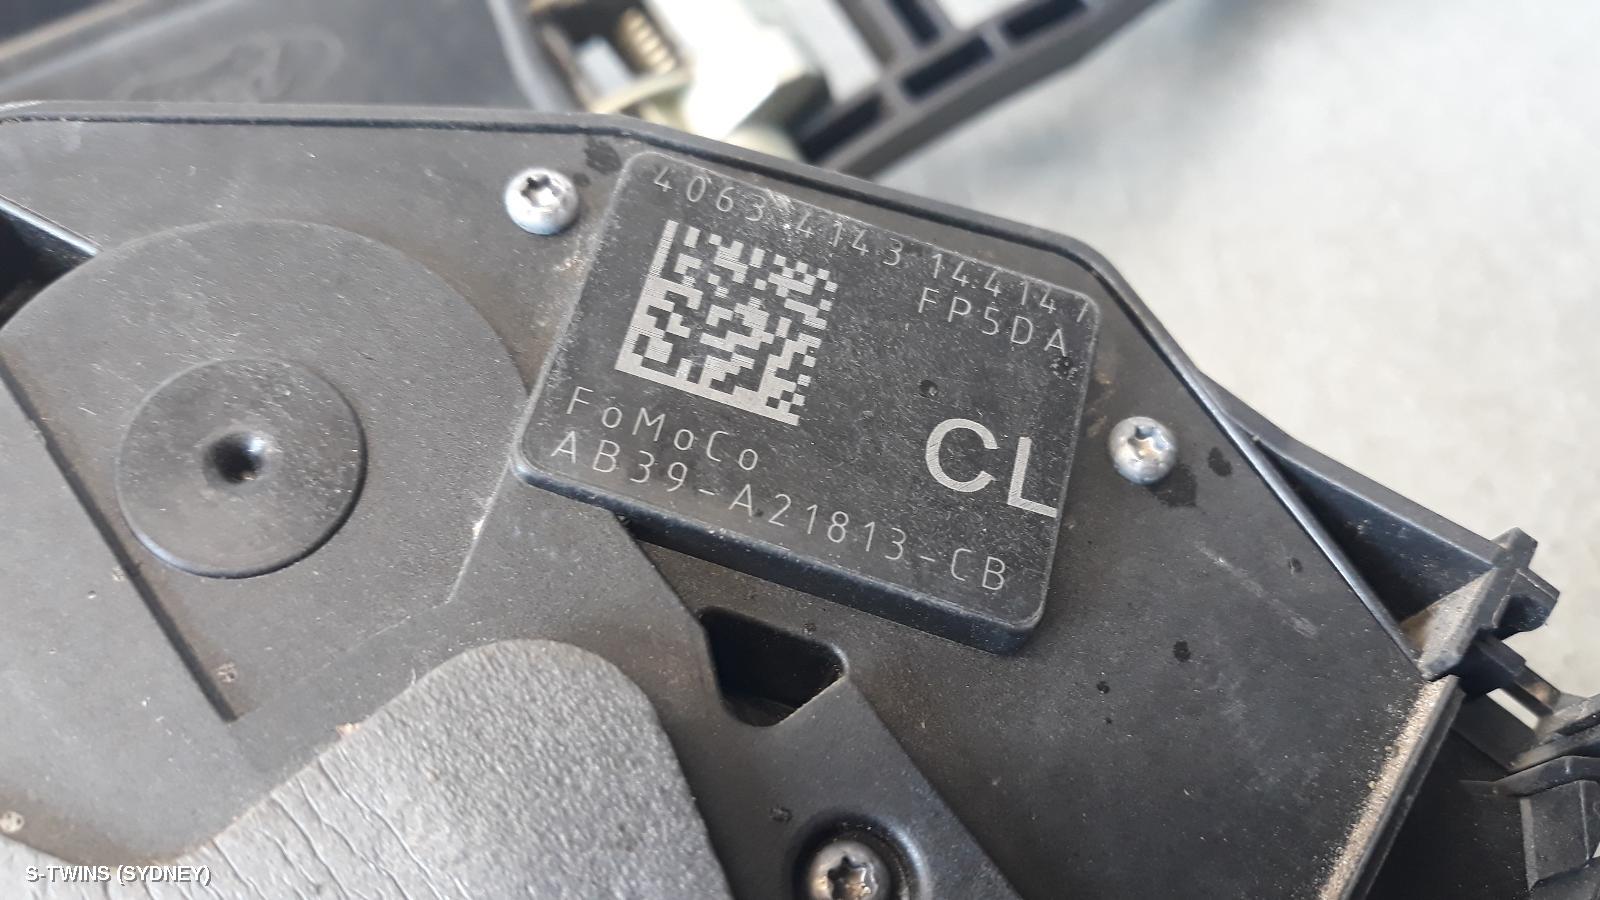 4063 4143 144147
FP5DA
CL
FoMoCo
AB39-A21813-CB
S-TWINS (SYDNEY)